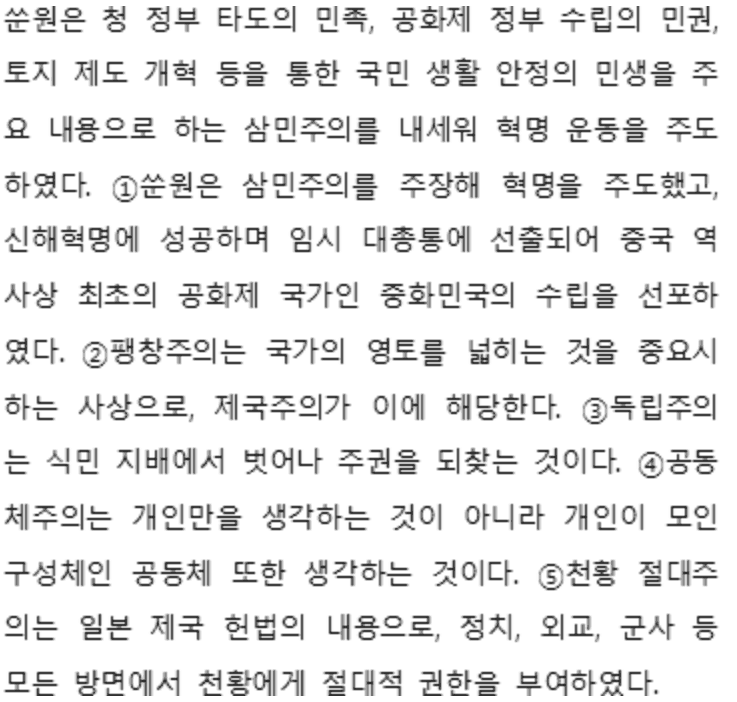 쑨원은 청 정부 타도의 민족, 공화제 정부 수립의 민권,
토지 제도 개혁 등을 통한 국민 생활 안정의 민생을 주
요 내용으로 하는 삼민주의를 내세워 혁명 운동을 주도
하였다. ①쑨원은 삼민주의를 주장해 혁명을 주도했고,
신해혁명에 성공하며 임시 대총통에 선출되어 중국 역
사상 최초의 공화제 국가인 중화민국의 수립을 선포하
였다. ②팽창주의는 국가의 영토를 넓히는 것을 중요시
하는 사상으로, 제국주의가 이에 해당한다. ③독립주의
는 식민 지배에서 벗어나 주권을 되찾는 것이다. ④공동
체주의는 개인만을 생각하는 것이 아니라 개인이 모인
구성체인 공동체 또한 생각하는 것이다. ⑤천황 절대주
의는 일본 제국 헌법의 내용으로, 정치, 외교, 군사 등
모든 방면에서 천황에게 절대적 권한을 부여하였다.